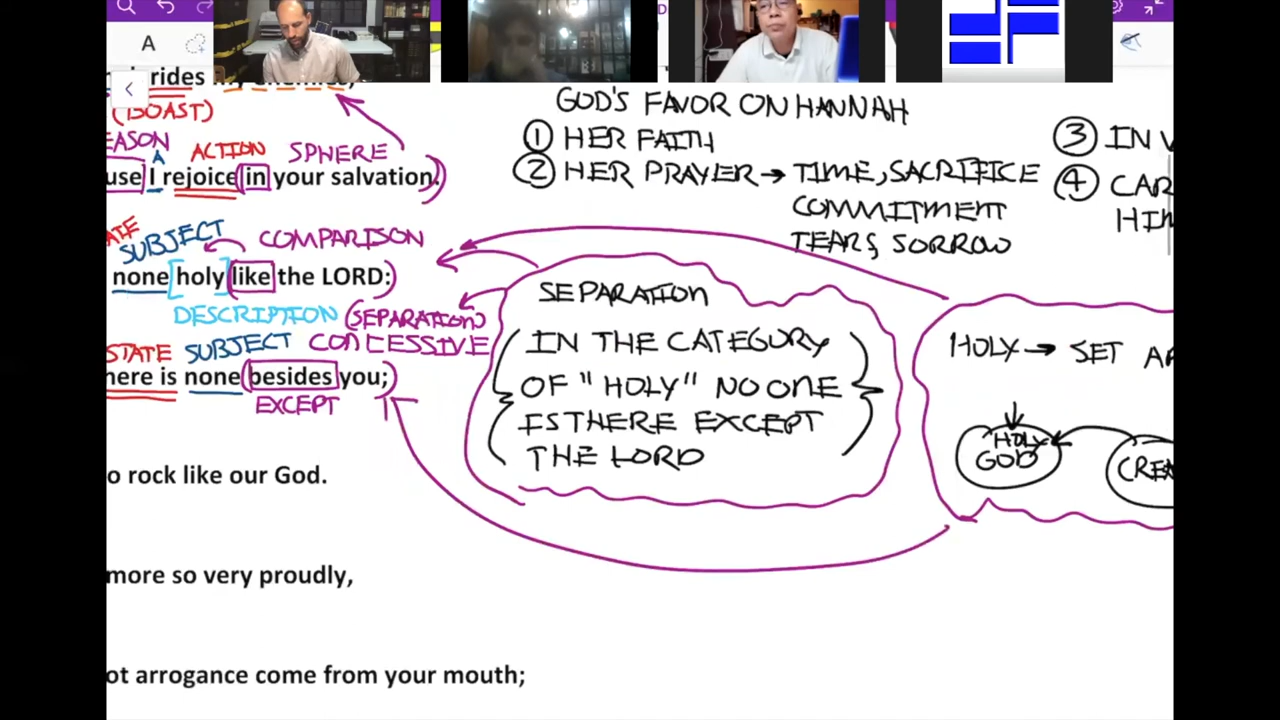 A
rides
(BOAST)
EASON A ACTION SPHERE
use I rejoice in your salvation.
ATE SUBJECT COMPARISON
none holy like the LORD:
DESCRIPTION (SEPARATION)
STATE SUBJECT CONCESSIVE
here is none besides you;
EXCEPT
o rock like our God.
more so very proudly,
ot arrogance come from your mouth;
GOD'S FAVOR ON HANNAH
① HER FAITH
② HER PRAYER → TIME, SACRIFICE
COMMITMENT
TEARS, SORROW
③ IN
④ CAR
HIM
SEPARATION
IN THE CATEGORY
OF "HOLY" NO ONE
IS THERE EXCEPT
THE LORD
HOLY → SET AP
HOLY
GOD
CREA